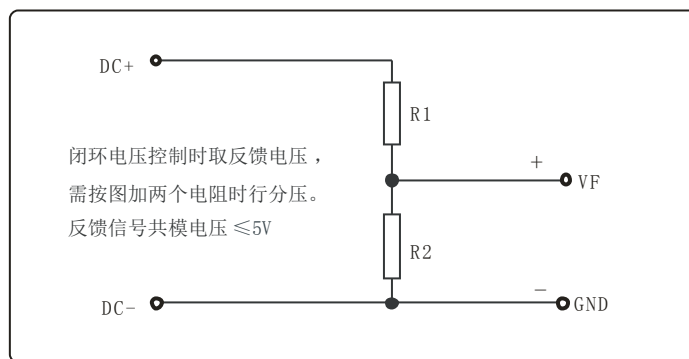 DC+
R1
闭环电压控制时取反馈电压，
需按图加两个电阻时行分压。
反馈信号共模电压≤5V
+
VF
R2
DC-
-
GND